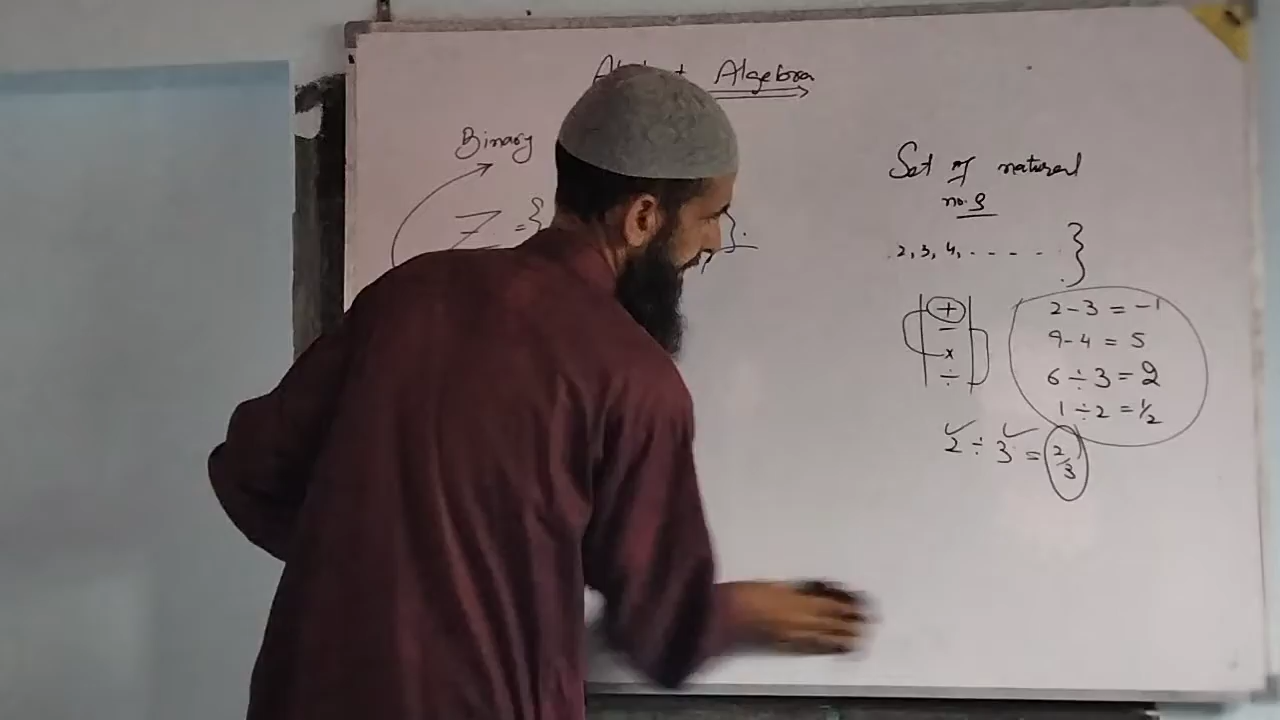 Algebra
Binary
Z = { }.
Set of natural
no. s
2, 3, 4, - - - - - }
+
-
×
÷
2 - 3 = -1
9 - 4 = 5
6 ÷ 3 = 2
1 ÷ 2 = 1/2
2 ÷ 3 = 2/3